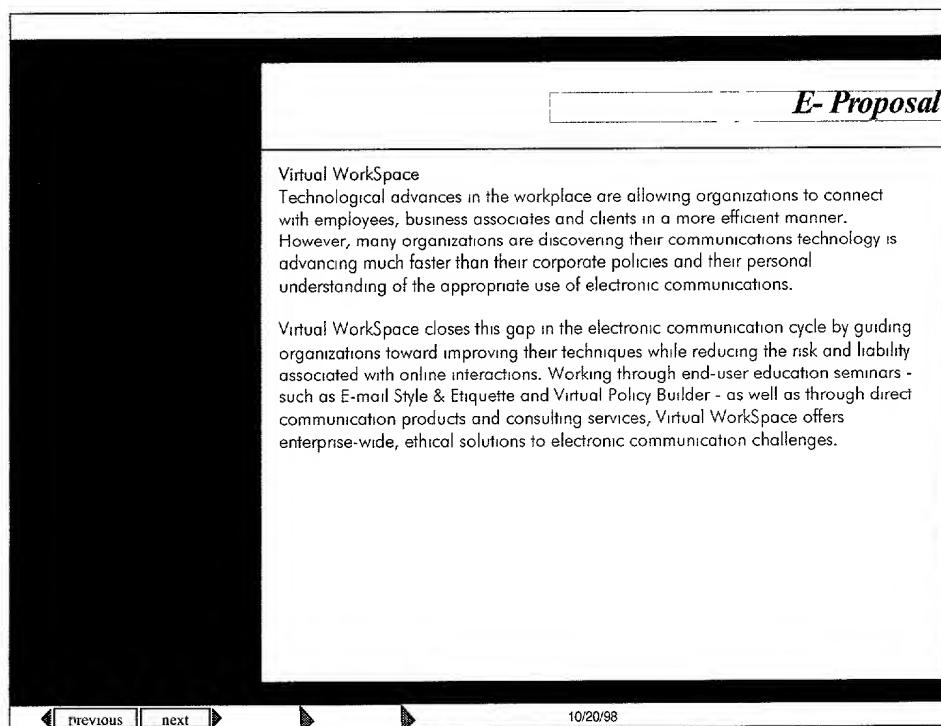 E- Proposal
Virtual WorkSpace
Technological advances in the workplace are allowing organizations to connect
with employees, business associates and clients in a more efficient manner.
However, many organizations are discovering their communications technology is
advancing much faster than their corporate policies and their personal
understanding of the appropriate use of electronic communications.
Virtual WorkSpace closes this gap in the electronic communication cycle by guiding
organizations toward improving their techniques while reducing the risk and liability
associated with online interactions. Working through end-user education seminars -
such as E-mail Style & Etiquette and Virtual Policy Builder - as well as through direct
communication products and consulting services, Virtual WorkSpace offers
enterprise-wide, ethical solutions to electronic communication challenges.
previous next 10/20/98